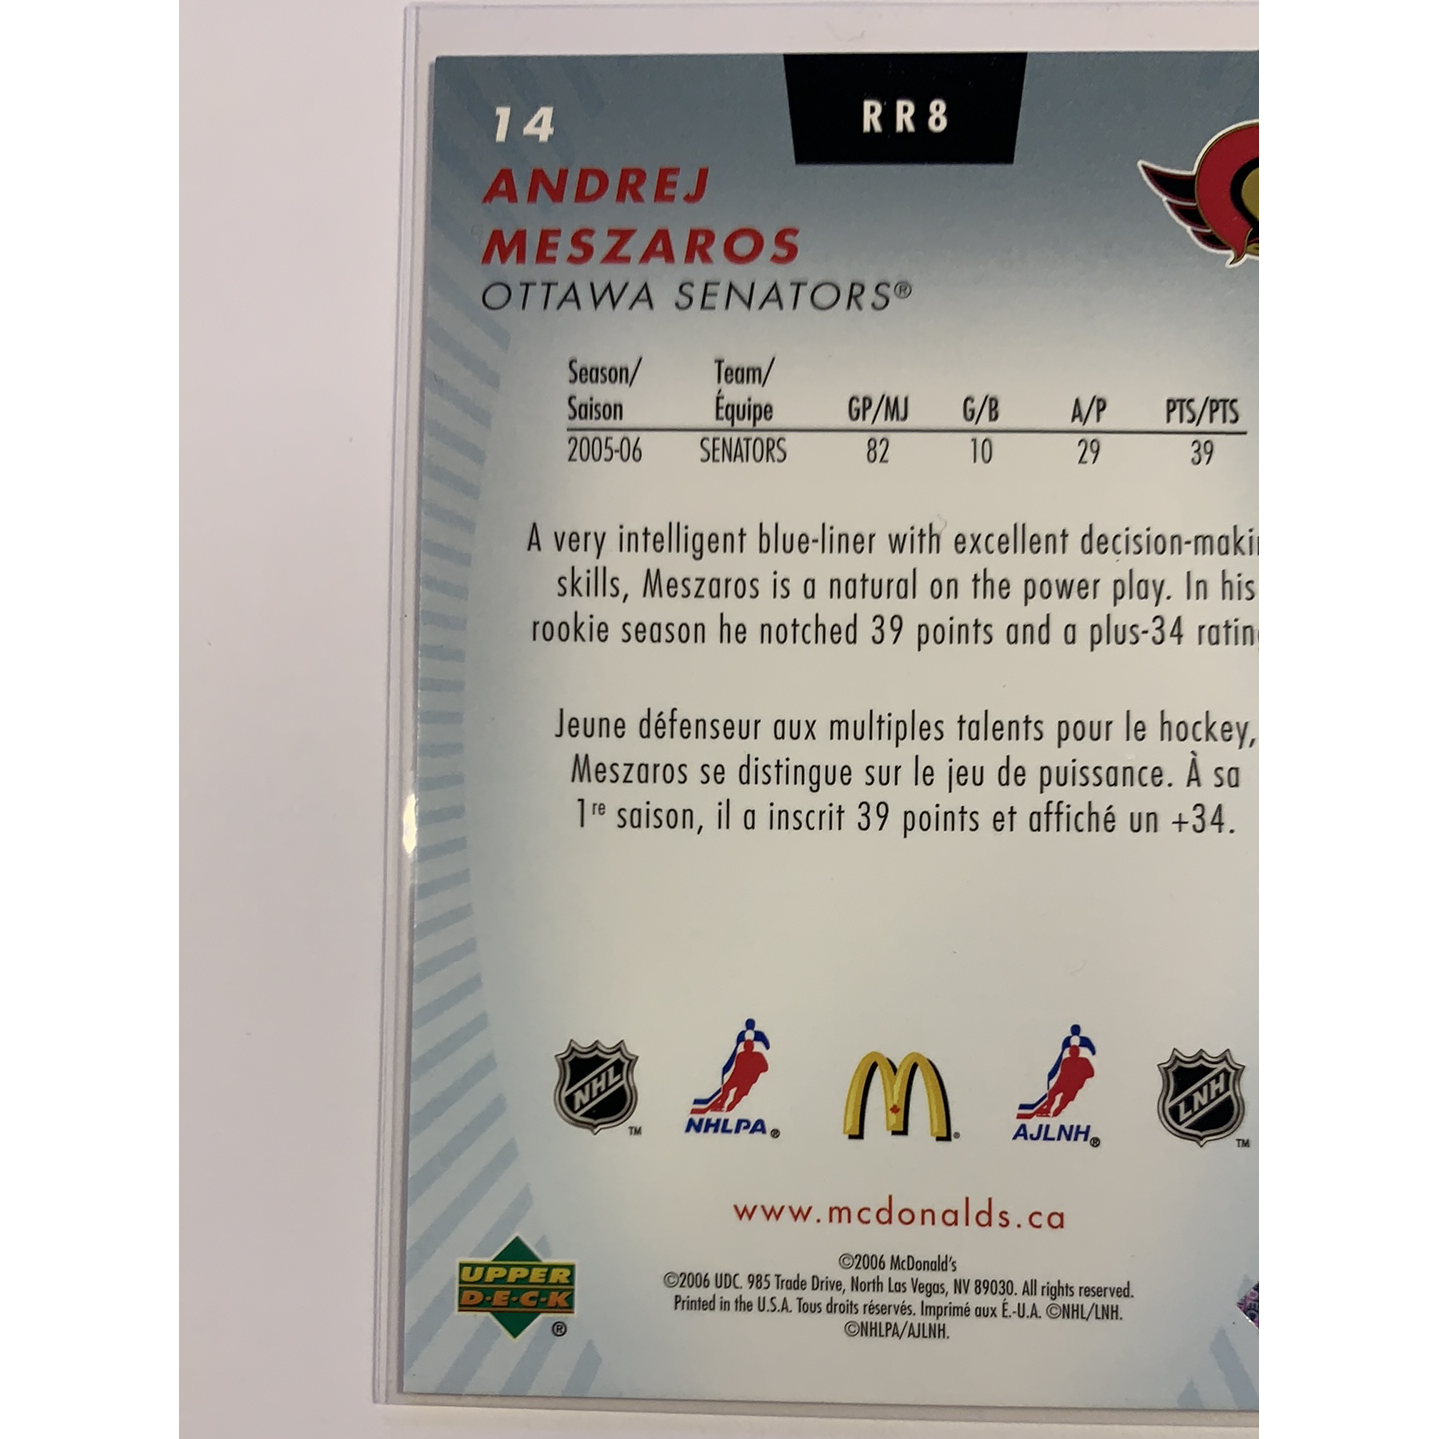 14
RR8
ANDREJ
MESZAROS
OTTAWA SENATORS®
Season/ Team/
Saison Équipe GP/MJ G/B A/P PTS/PTS
2005-06 SENATORS 82 10 29 39
A very intelligent blue-liner with excellent decision-maki
skills, Meszaros is a natural on the power play. In his
rookie season he notched 39 points and a plus-34 ratin
Jeune défenseur aux multiples talents pour le hockey,
Meszaros se distingue sur le jeu de puissance. À sa
1re saison, il a inscrit 39 points et affiché un +34.
NHL TM
NHLPA ®
M ®
AJLNH ®
LNH TM
www.mcdonalds.ca
UPPER
D·E·C·K
®
©2006 McDonald's
©2006 UDC. 985 Trade Drive, North Las Vegas, NV 89030. All rights reserved.
Printed in the U.S.A. Tous droits réservés. Imprimé aux É.-U.A. ©NHL/LNH.
©NHLPA/AJLNH.